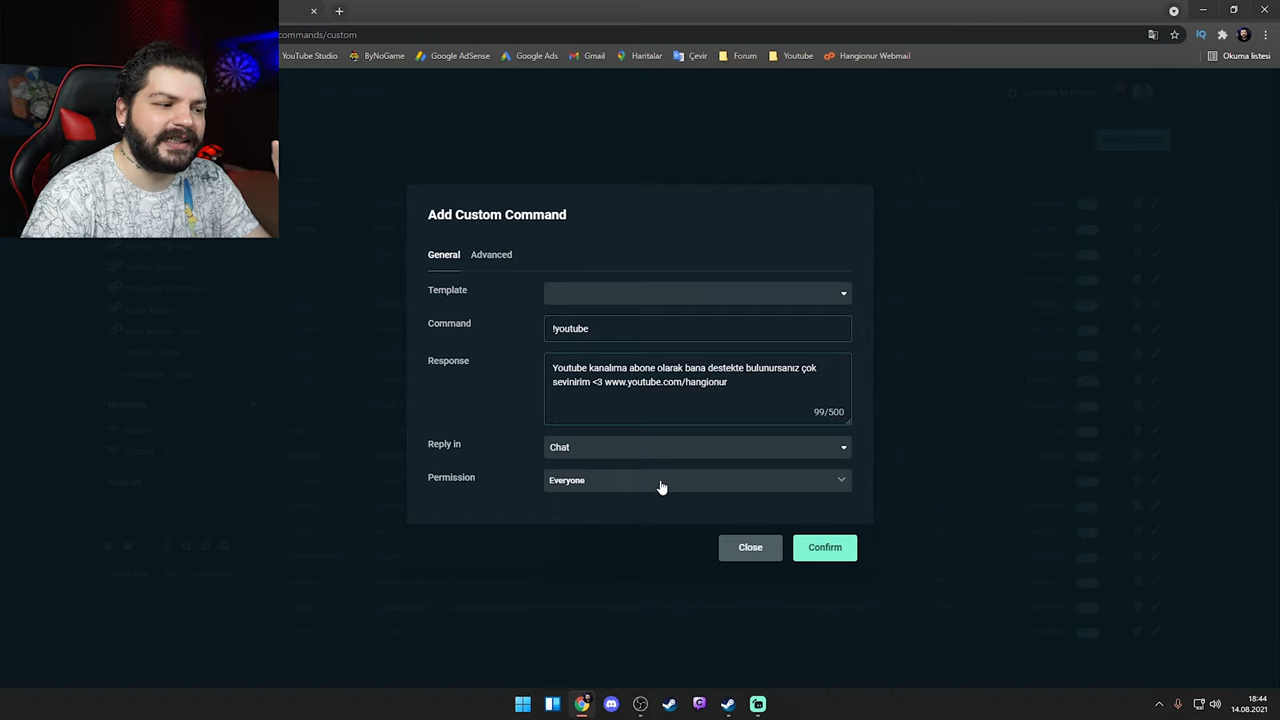 commands/custom
YouTube Studio
ByNoGame
Google AdSense
Google Ads
Gmail
Haritalar
Çevir
Forum
Youtube
Hangionur Webmail
Okuma listesi
Add Custom Command
General
Advanced
Template
Command
!youtube
Response
Youtube kanalıma abone olarak bana destekte bulunursanız çok
sevinirim <3 www.youtube.com/hangionur
99/500
Reply in
Chat
Permission
Everyone
Close
Confirm
18:44
14.08.2021